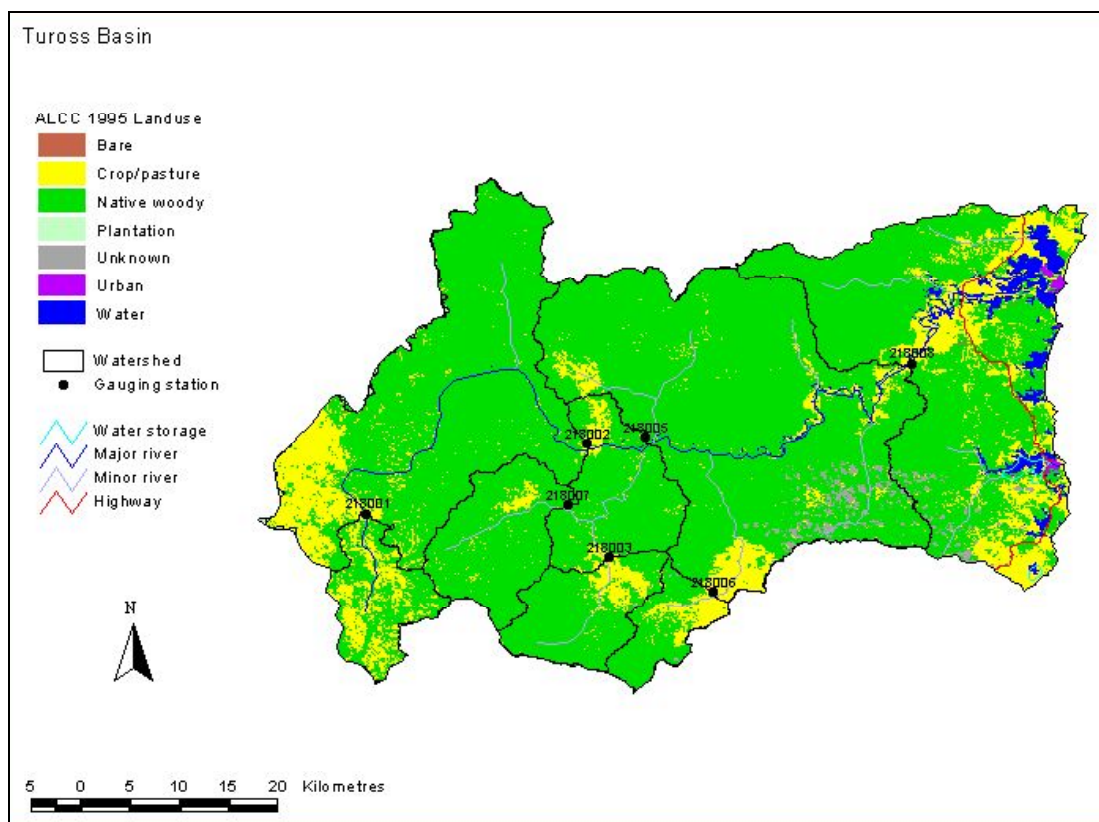 Tuross Basin
ALCC 1995 Landuse
Bare
Crop/pasture
Native woody
Plantation
Unknown
Urban
Water
Watershed
Gauging station
Water storage
Major river
Minor river
Highway
218008
218005
218002
218007
218001
218003
218006
N
5 0 5 10 15 20 Kilometres